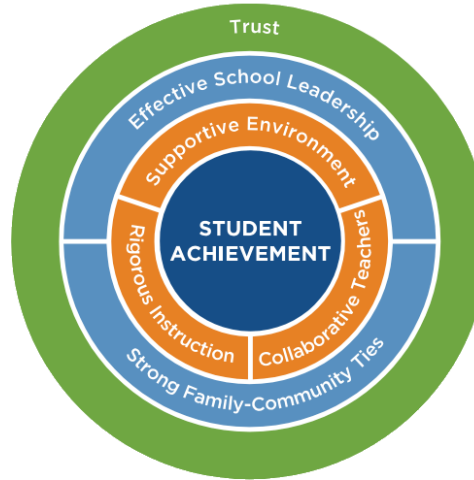 Trust
Effective School Leadership
Supportive Environment
STUDENT
ACHIEVEMENT
Rigorous Instruction
Collaborative Teachers
Strong Family-Community Ties